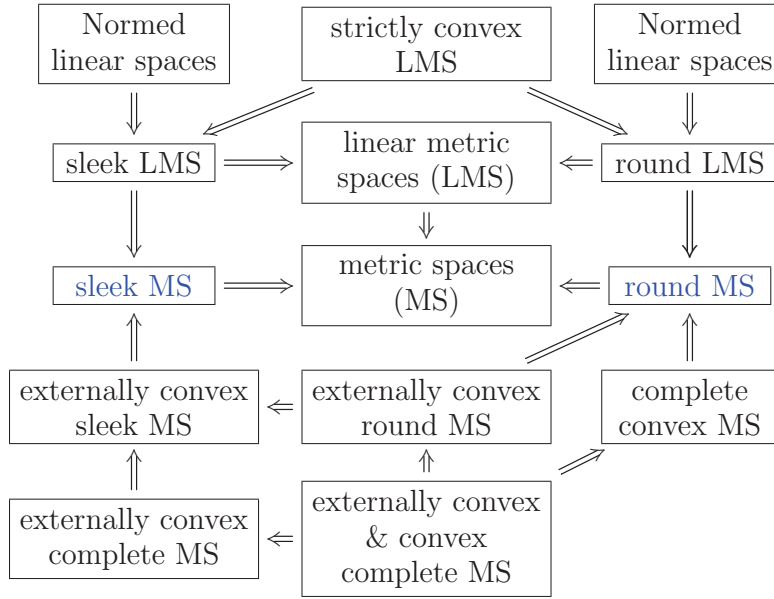 Normed
linear spaces
strictly convex
LMS
Normed
linear spaces
sleek LMS
linear metric
spaces (LMS)
round LMS
sleek MS
metric spaces
(MS)
round MS
externally convex
sleek MS
externally convex
round MS
complete
convex MS
externally convex
complete MS
externally convex
& convex
complete MS